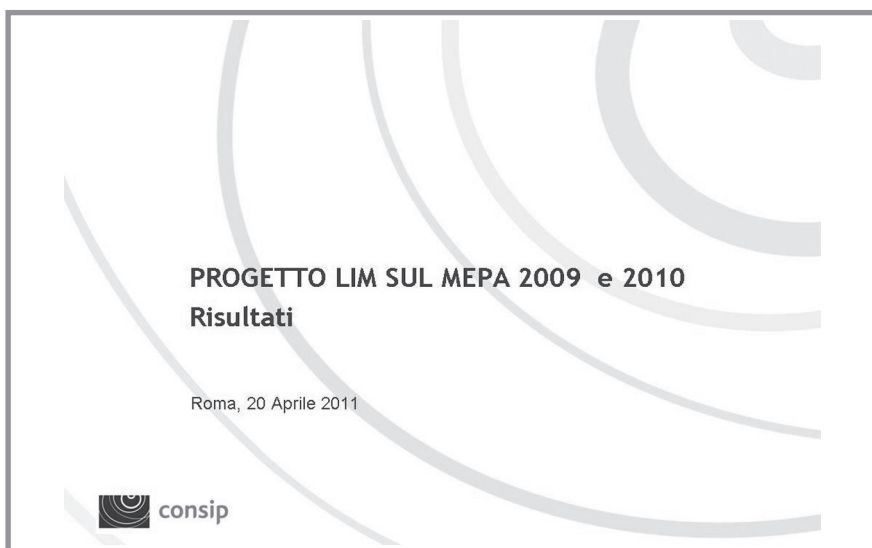 PROGETTO LIM SUL MEPA 2009 e 2010
Risultati
Roma, 20 Aprile 2011
consip